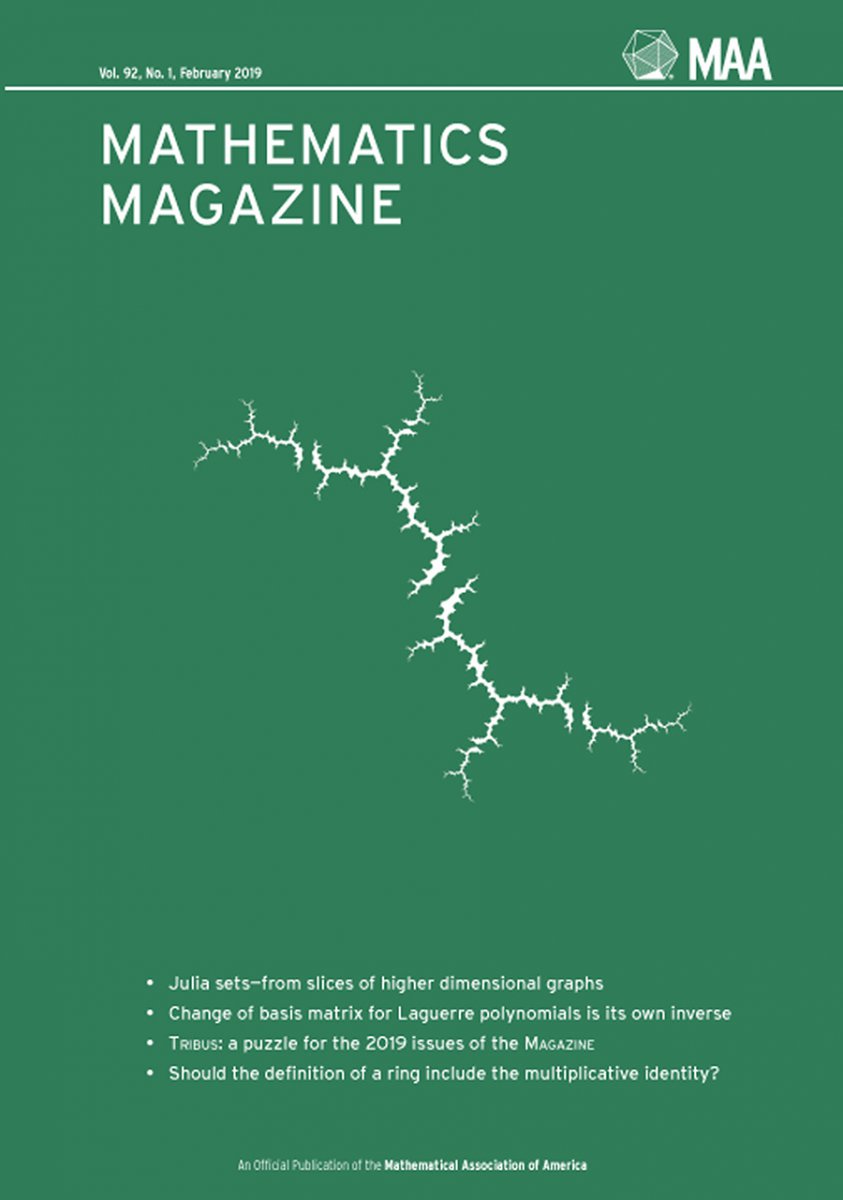 Vol. 92, No. 1, February 2019
MAA
MATHEMATICS
MAGAZINE
• Julia sets—from slices of higher dimensional graphs
• Change of basis matrix for Laguerre polynomials is its own inverse
• TRIBUS: a puzzle for the 2019 issues of the MAGAZINE
• Should the definition of a ring include the multiplicative identity?
An Official Publication of the Mathematical Association of America